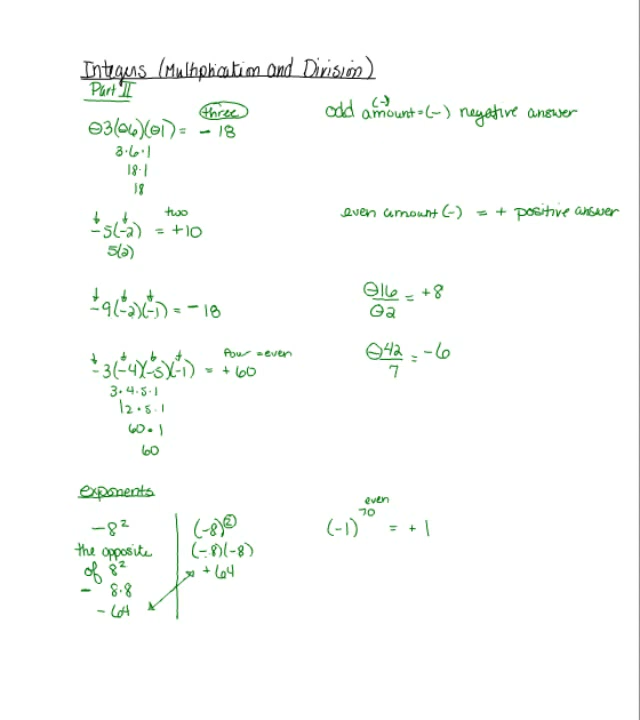 Integers (Multiplication and Division)
Part II
three
⊖3(⊖6)(⊖1) = - 18
3·6·1
18·1
18
odd (-) amount = (-) negative answer
two
-5(-2) = +10
5(2)
even amount (-) = + positive answer
-9(-2)(-1) = - 18
⊖16/⊖2 = +8
four = even
-3(-4)(-5)(-1) = + 60
3·4·5·1
12·5·1
60·1
60
⊖42/7 = -6
exponents
-8²
the opposite
of 8²
- 8·8
- 64
(-8)²
(-8)(-8)
+64
even
(-1)⁷⁰ = + 1